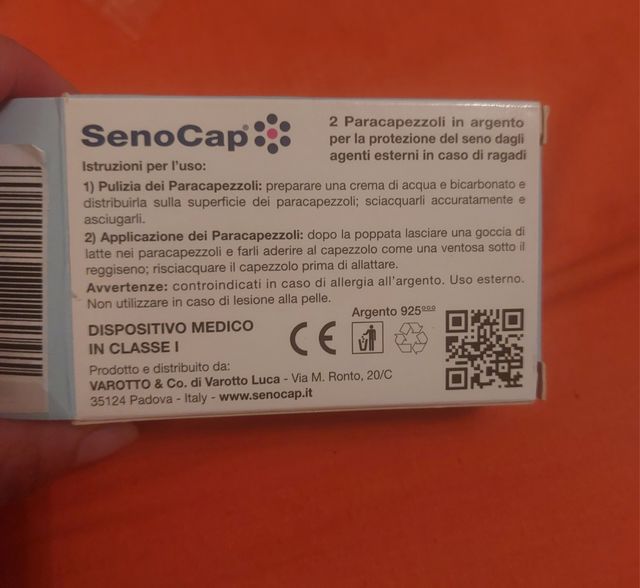 SenoCap®
2 Paracapezzoli in argento
per la protezione del seno dagli
agenti esterni in caso di ragadi
Istruzioni per l'uso:
1) Pulizia dei Paracapezzoli: preparare una crema di acqua e bicarbonato e
distribuirla sulla superficie dei paracapezzoli; sciacquarli accuratamente e
asciugarli.
2) Applicazione dei Paracapezzoli: dopo la poppata lasciare una goccia di
latte nei paracapezzoli e farli aderire al capezzolo come una ventosa sotto il
reggiseno; risciacquare il capezzolo prima di allattare.
Avvertenze: controindicati in caso di allergia all'argento. Uso esterno.
Non utilizzare in caso di lesione alla pelle.
Argento 925ººº
DISPOSITIVO MEDICO
IN CLASSE I
CE
Prodotto e distribuito da:
VAROTTO & Co. di Varotto Luca - Via M. Ronto, 20/C
35124 Padova - Italy - www.senocap.it